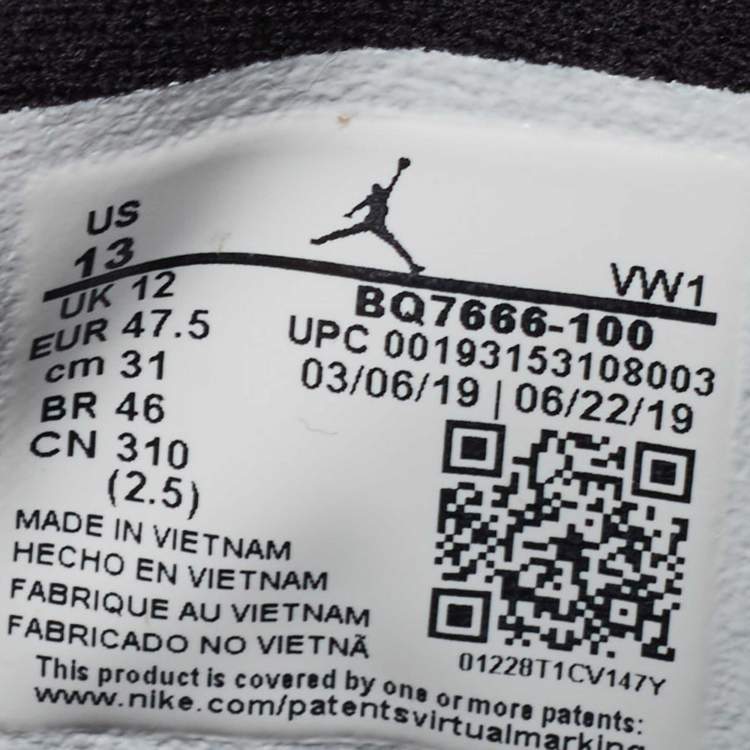 US
13
VW1
UK 12
BQ7666-100
EUR 47.5
UPC 00193153108003
cm 31
03/06/19 | 06/22/19
BR 46
CN 310
(2.5)
MADE IN VIETNAM
HECHO EN VIETNAM
FABRIQUE AU VIETNAM
FABRICADO NO VIETNÃ
01228T1CV147Y
This product is covered by one or more patents:
www.nike.com/patentsvirtualmarking